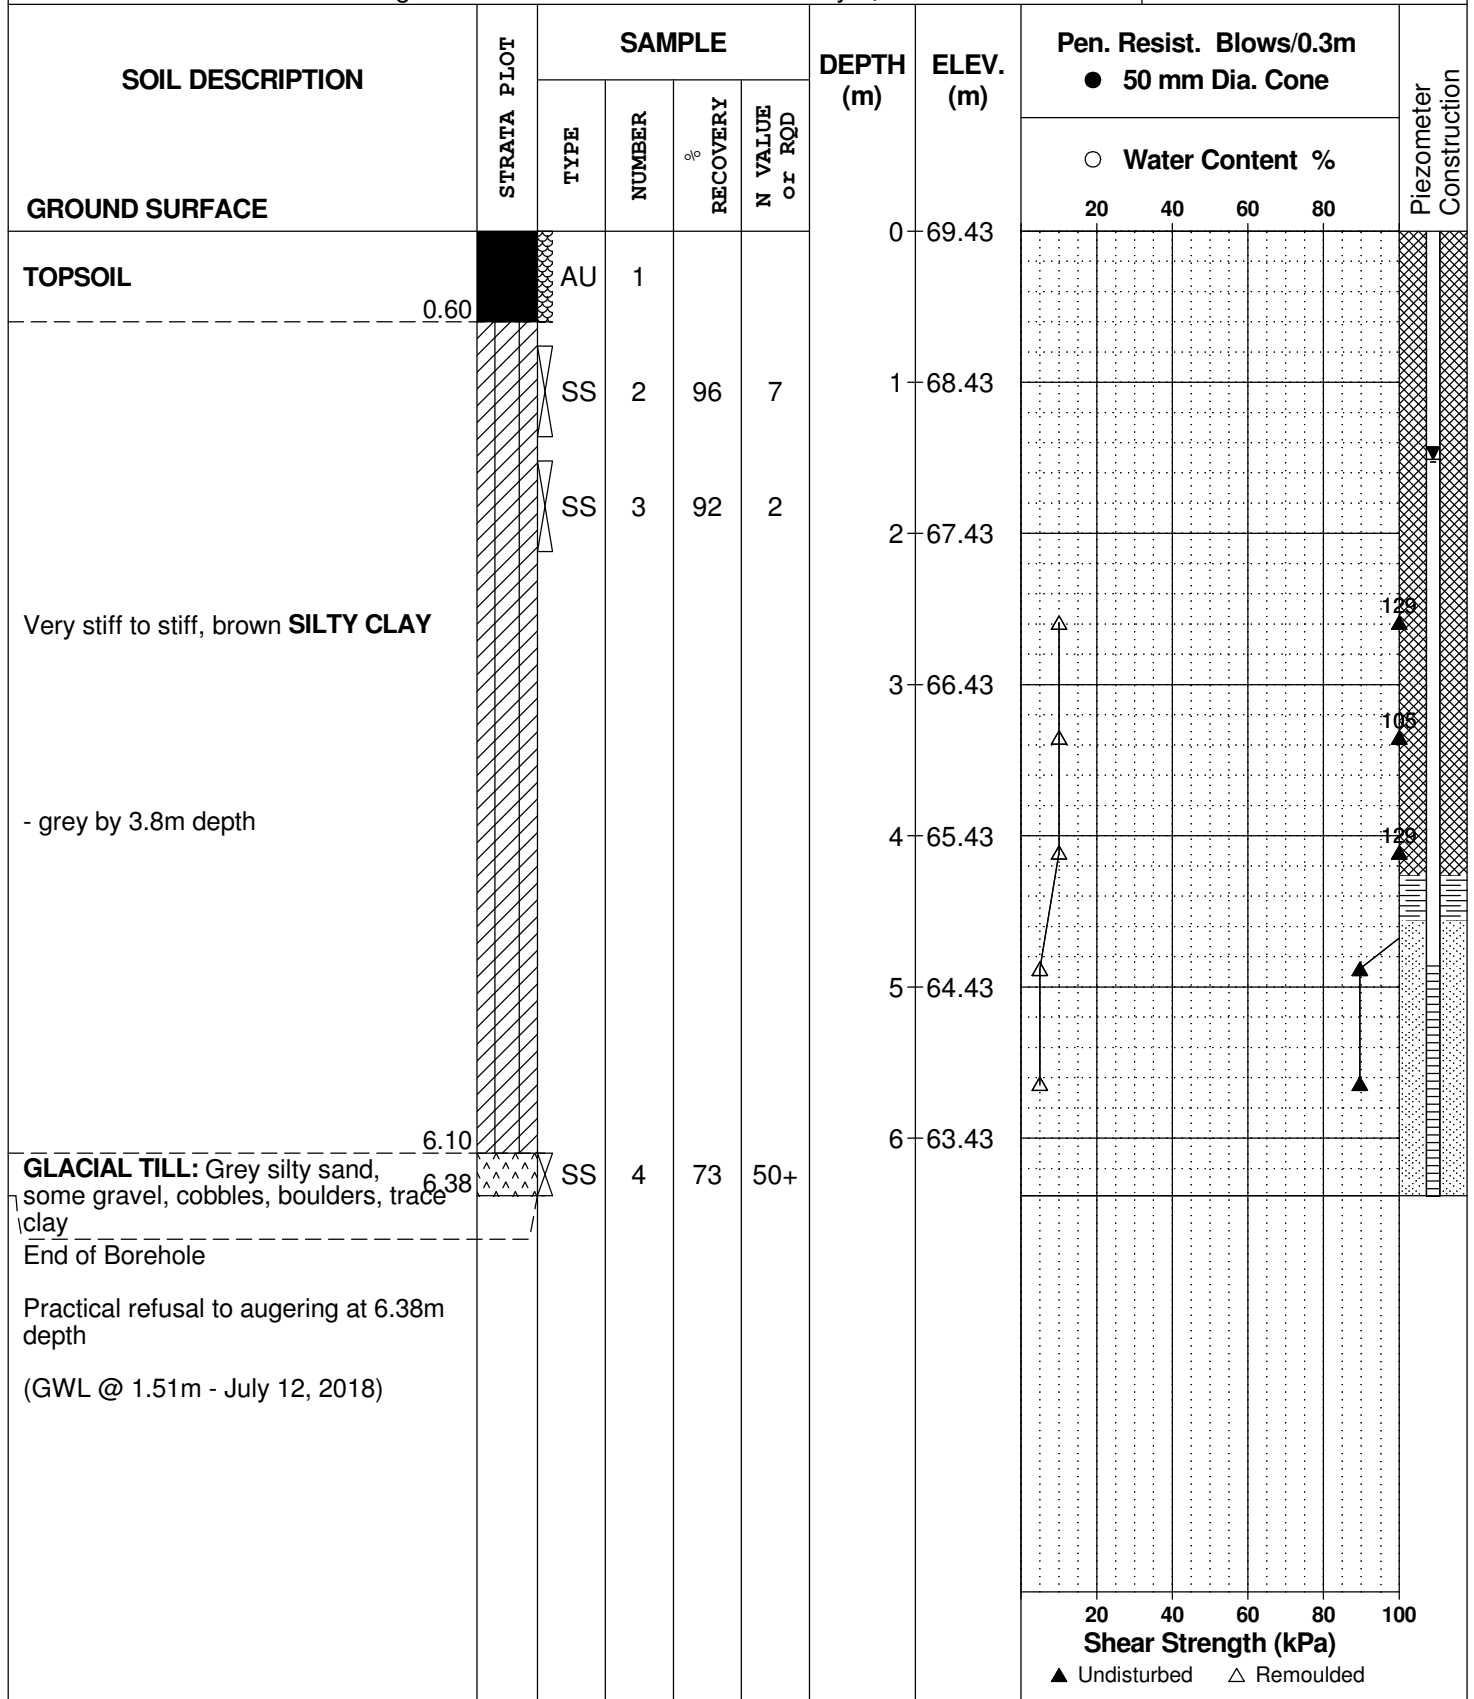 SOIL DESCRIPTION
GROUND SURFACE
STRATA PLOT
SAMPLE
TYPE
NUMBER
% RECOVERY
N VALUE or RQD
DEPTH
(m)
ELEV.
(m)
Pen. Resist. Blows/0.3m
● 50 mm Dia. Cone
○ Water Content %
20 40 60 80
Piezometer
Construction
0 69.43
TOPSOIL
AU 1
0.60
SS 2 96 7
1 68.43
SS 3 92 2
2 67.43
129
Very stiff to stiff, brown SILTY CLAY
3 66.43
105
- grey by 3.8m depth
4 65.43
129
5 64.43
6.10
6 63.43
GLACIAL TILL: Grey silty sand,
some gravel, cobbles, boulders, trace
clay
6.38
SS 4 73 50+
End of Borehole
Practical refusal to augering at 6.38m
depth
(GWL @ 1.51m - July 12, 2018)
20 40 60 80 100
Shear Strength (kPa)
▲ Undisturbed △ Remoulded